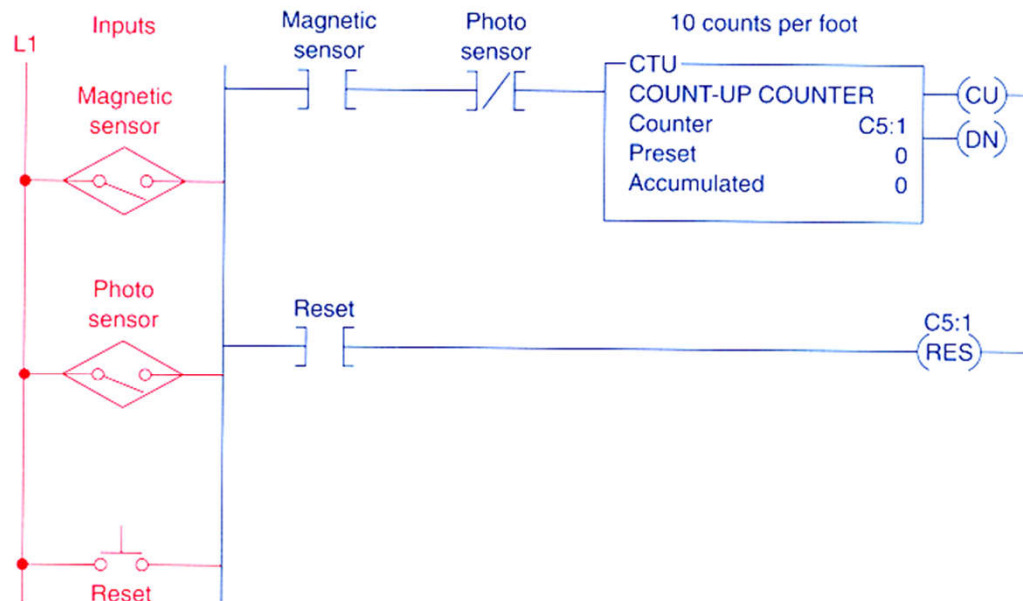 Inputs
L1
Magnetic
sensor
Photo
sensor
Reset
Magnetic
sensor
Photo
sensor
10 counts per foot
CTU
COUNT-UP COUNTER
Counter C5:1
Preset 0
Accumulated 0
CU
DN
Reset
C5:1
RES